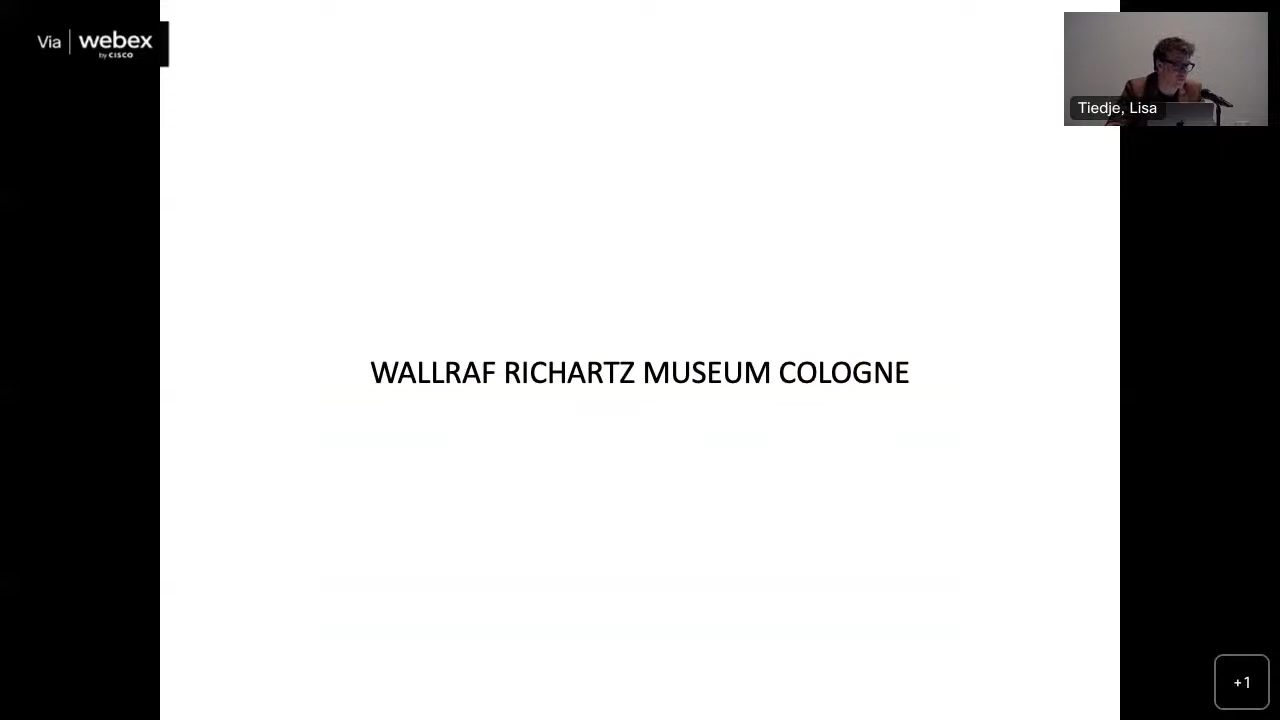 Via webex
by CISCO
Tiedje, Lisa
WALLRAF RICHARTZ MUSEUM COLOGNE
+1